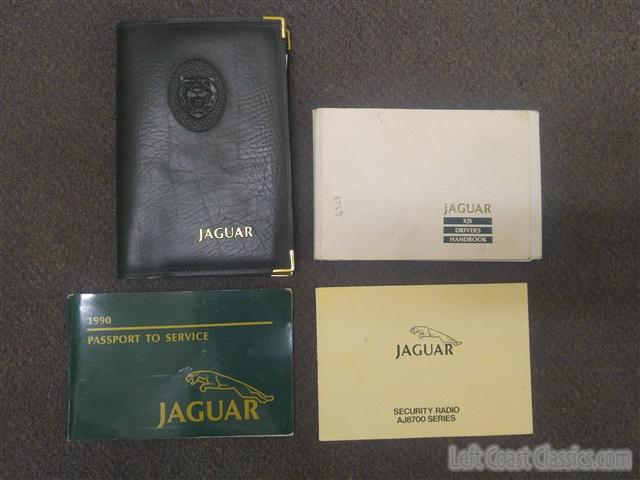 JAGUAR
JAGUAR
XJS
DRIVERS
HANDBOOK
1990
PASSPORT TO SERVICE
JAGUAR
JAGUAR
SECURITY RADIO
AJ8700 SERIES
Left Coast Classics.com